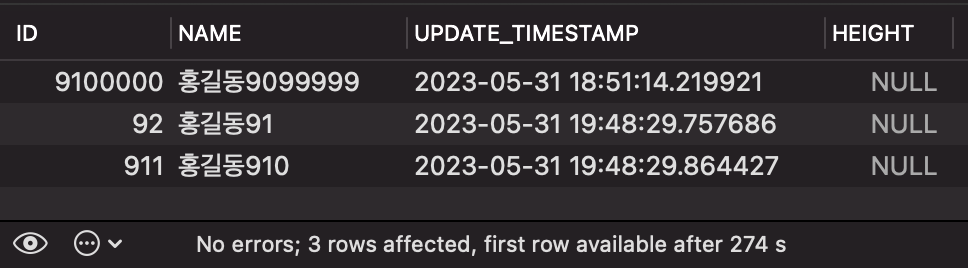 ID NAME UPDATE_TIMESTAMP HEIGHT
9100000 홍길동9099999 2023-05-31 18:51:14.219921 NULL
92 홍길동91 2023-05-31 19:48:29.757686 NULL
911 홍길동910 2023-05-31 19:48:29.864427 NULL
No errors; 3 rows affected, first row available after 274 s